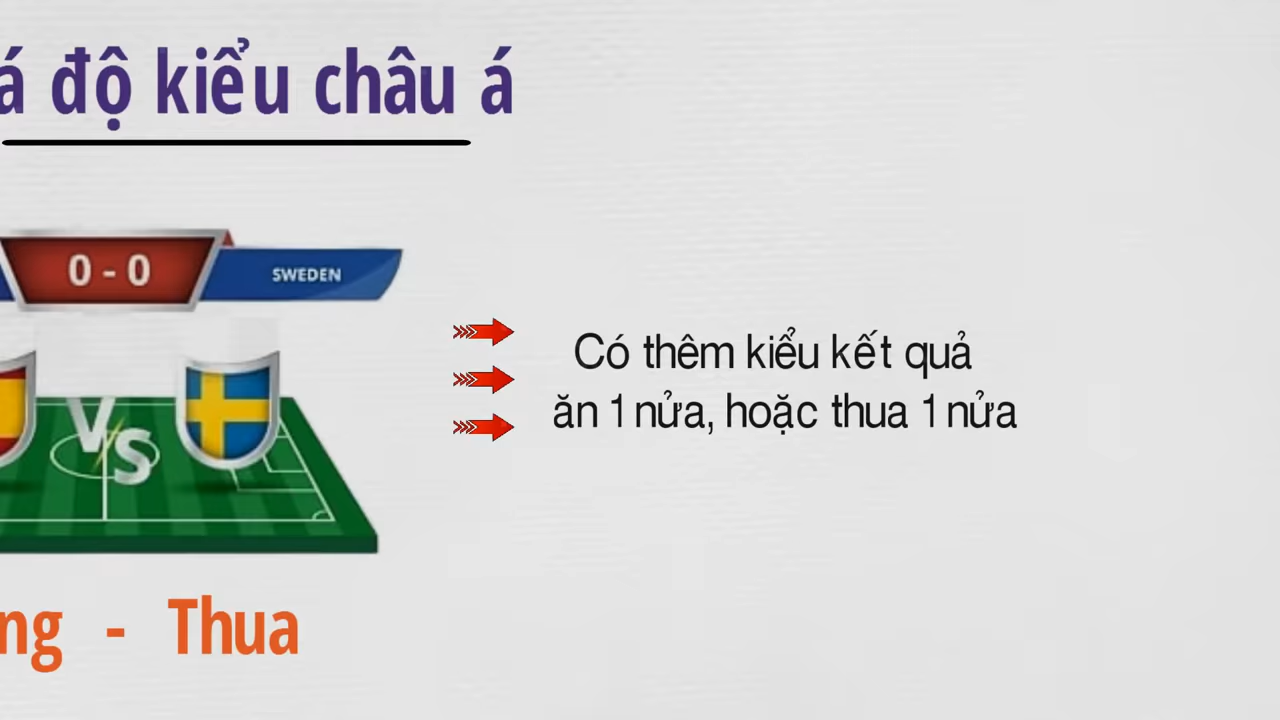 á độ kiểu châu á
0 - 0
SWEDEN
VS
Có thêm kiểu kết quả
ăn 1 nửa, hoặc thua 1 nửa
ng - Thua